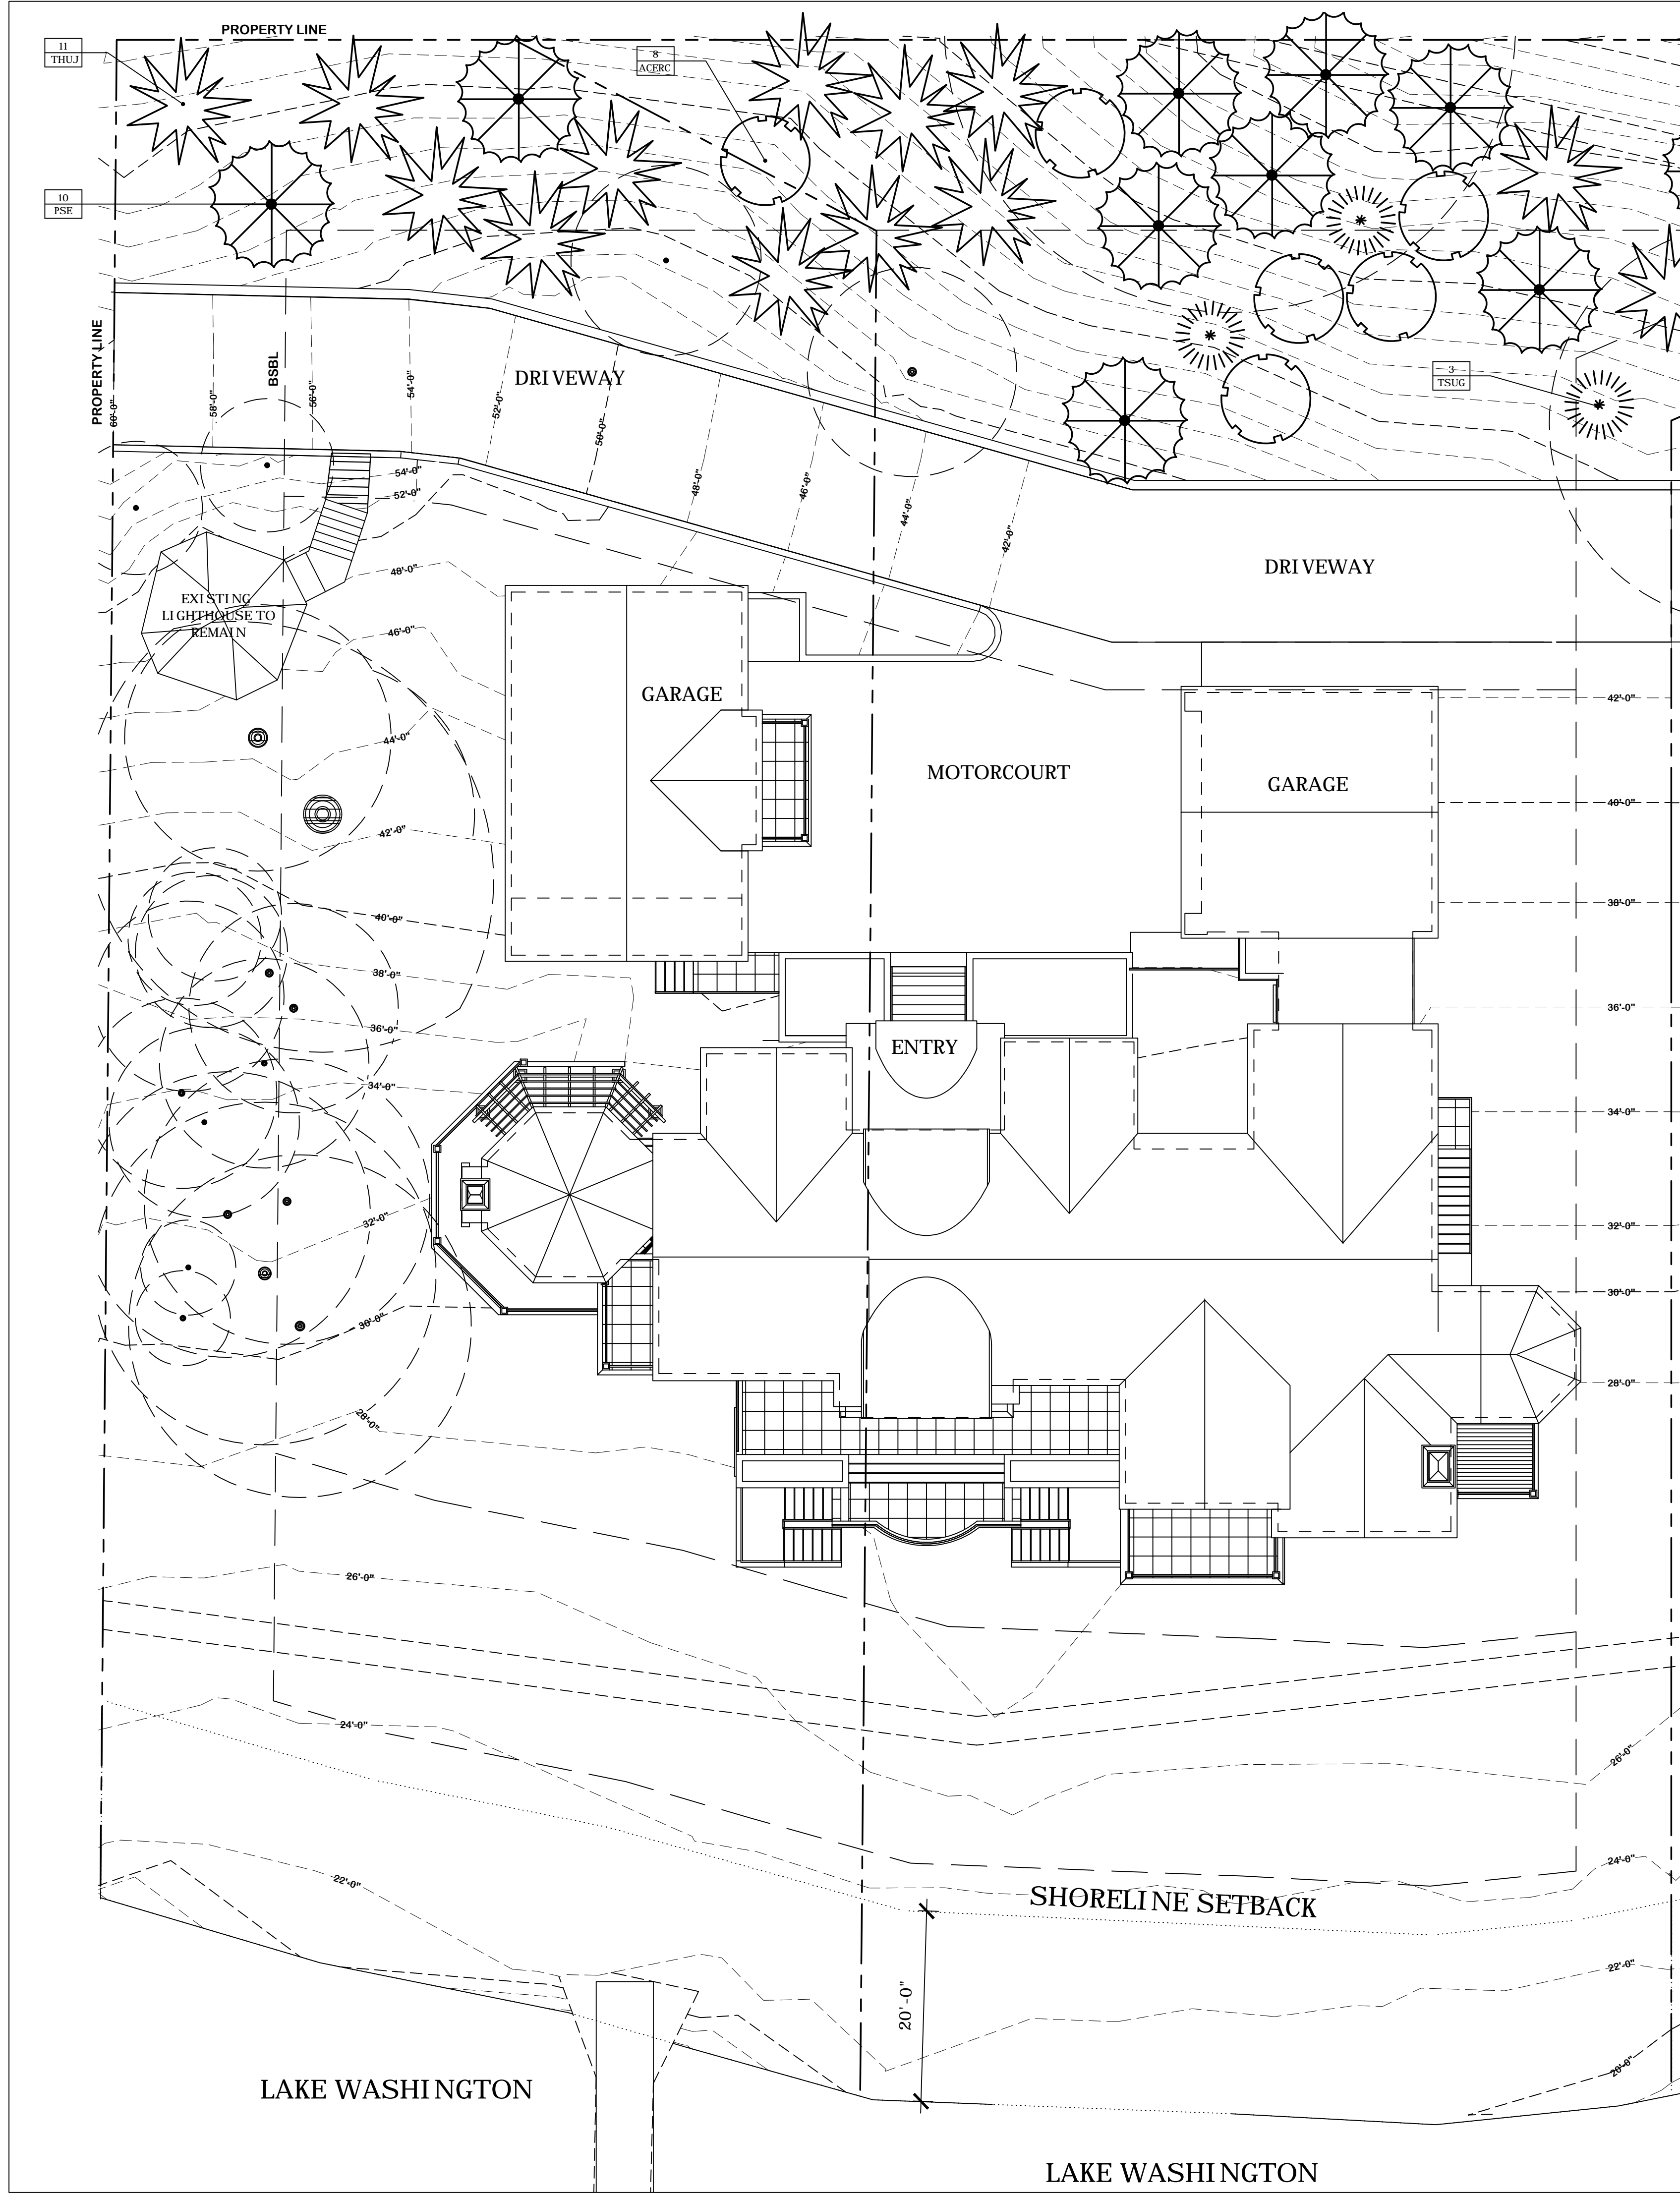 PROPERTY LINE
11
THUJ
8
ACERC
10
PSE
3
TSUG
PROPERTY LINE
60'-0"
58'-0"
BSBL
56'-0"
54'-0"
52'-0"
DRIVEWAY
50'-0"
48'-0"
46'-0"
44'-0"
42'-0"
54'-0"
52'-0"
48'-0"
DRIVEWAY
EXISTING
LIGHTHOUSE TO
REMAIN
46'-0"
GARAGE
42'-0"
44'-0"
MOTORCOURT
GARAGE
40'-0"
42'-0"
40'-0"
38'-0"
38'-0"
36'-0"
36'-0"
ENTRY
34'-0"
34'-0"
32'-0"
32'-0"
30'-0"
30'-0"
28'-0"
28'-0"
26'-0"
24'-0"
26'-0"
24'-0"
22'-0"
SHORELINE SETBACK
22'-0"
20'-0"
20'-0"
LAKE WASHINGTON
LAKE WASHINGTON